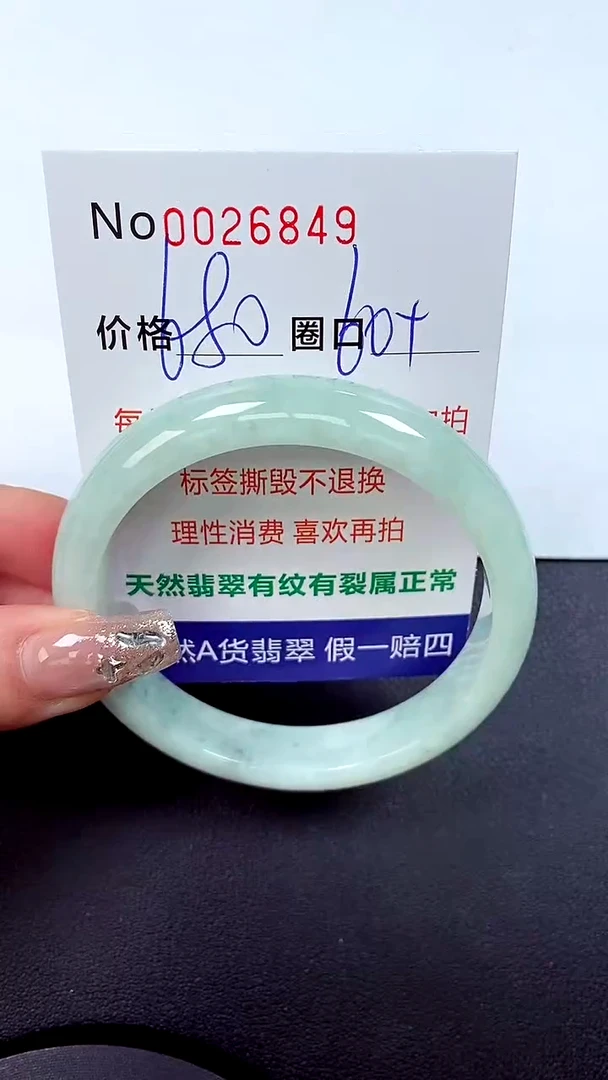 No0026849
价格 680 圈口 60+
每 拍
标签撕毁不退换
理性消费 喜欢再拍
天然翡翠有纹有裂属正常
然A货翡翠 假一赔四